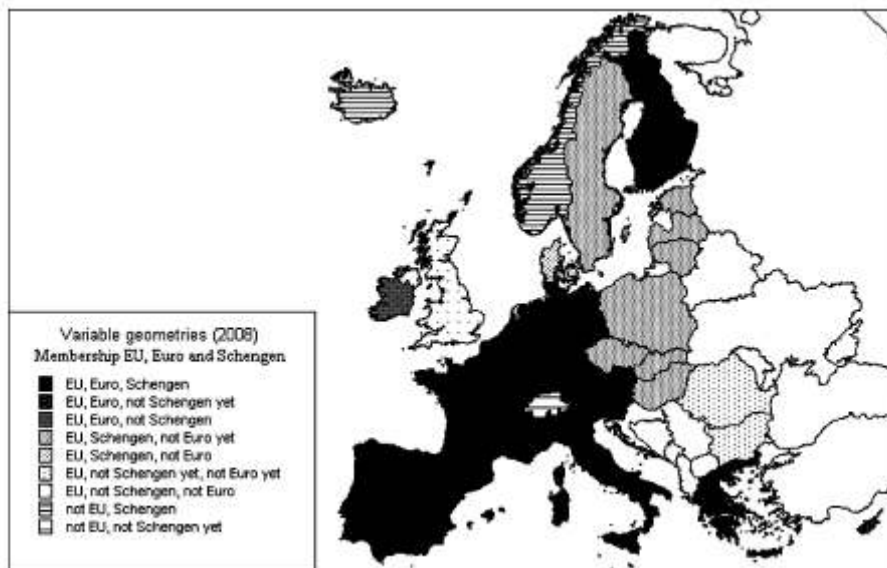 Variable geometries (2008)
Membership EU, Euro and Schengen
EU, Euro, Schengen
EU, Euro, not Schengen yet
EU, Euro, not Schengen
EU, Schengen, not Euro yet
EU, Schengen, not Euro
EU, not Schengen yet, not Euro yet
EU, not Schengen, not Euro
not EU, Schengen
not EU, not Schengen yet